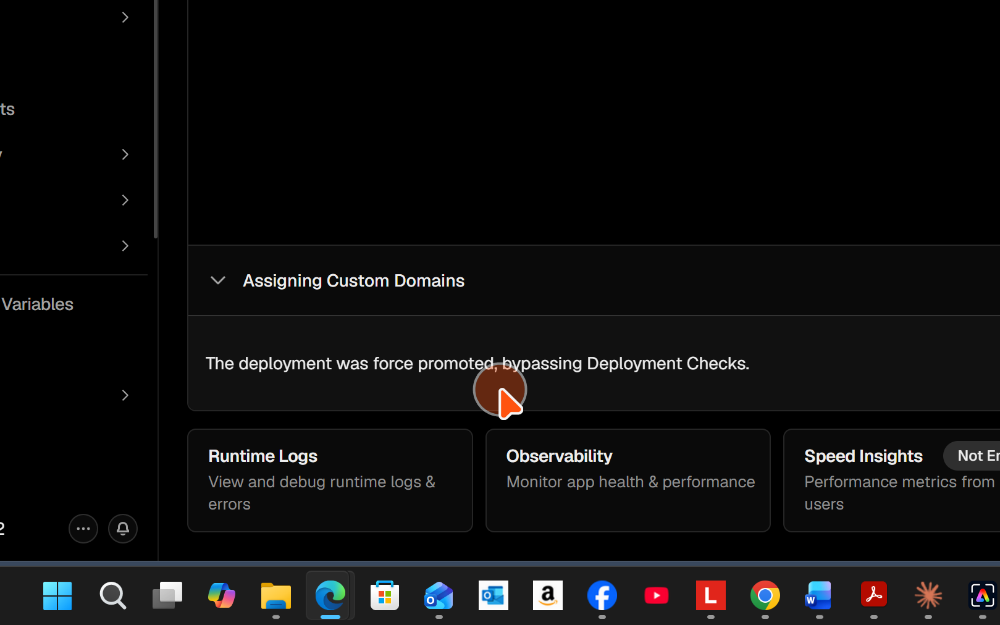 ts
Variables
Assigning Custom Domains
The deployment was force promoted, bypassing Deployment Checks.
Runtime Logs
View and debug runtime logs &
errors
Observability
Monitor app health & performance
Speed Insights
Not Er
Performance metrics from
users
2